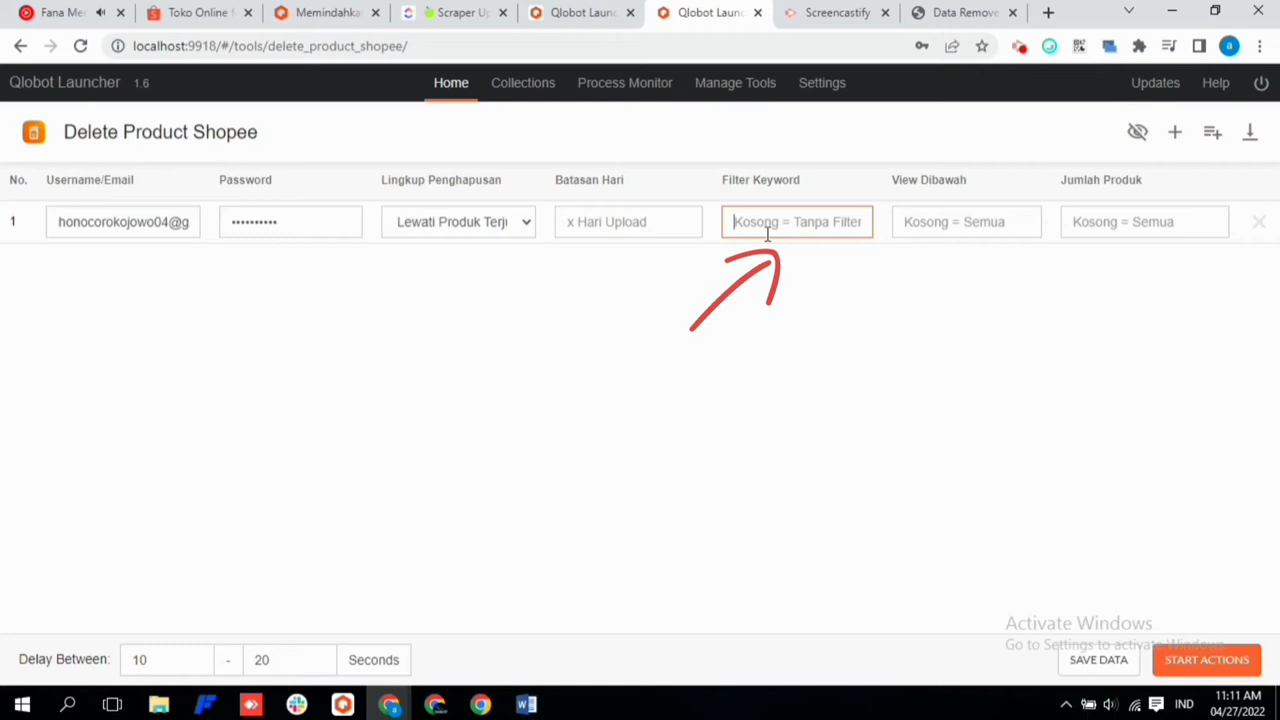 Fana Mer
Toko Online
Memindahka
Scraper Up
Qlobot Laun
Qlobot Laun
Screencastify
Data Remove
localhost:9918/#/tools/delete_product_shopee/
a
Qlobot Launcher 1.6
Home Collections Process Monitor Manage Tools Settings
Updates Help
Delete Product Shopee
No. Username/Email Password Lingkup Penghapusan Batasan Hari Filter Keyword View Dibawah Jumlah Produk
1 honocorokojowo04@g •••••••••• Lewati Produk Terju x Hari Upload Kosong = Tanpa Filter Kosong = Semua Kosong = Semua
Activate Windows
Go to Settings to activate Windows.
Delay Between: 10 - 20 Seconds
SAVE DATA START ACTIONS
IND
11:11 AM
04/27/2022